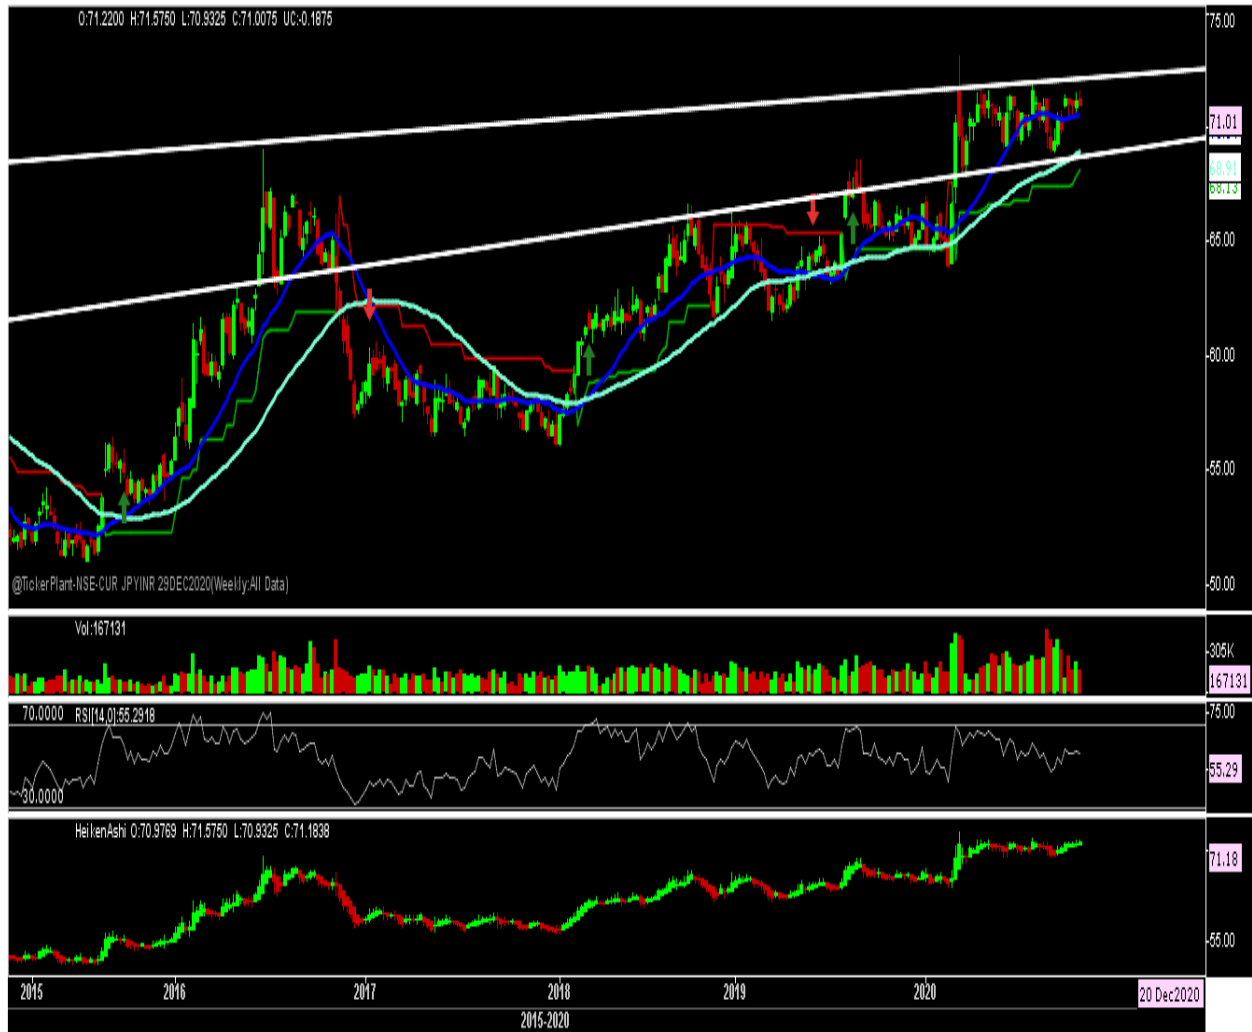 O:71.2200 H:71.5750 L:70.9325 C:71.0075 UC:-0.1875
75.00
71.01
68.91
68.13
65.00
60.00
55.00
50.00
@TickerPlant-NSE-CUR JPYINR 29DEC2020(Weekly:All Data)
Vol:167131
305K
167131
70.0000 RSI[14,0]:55.2918
75.00
55.29
30.0000
HeikenAshi O:70.9769 H:71.5750 L:70.9325 C:71.1838
71.18
55.00
2015 2016 2017 2018 2019 2020 20 Dec2020
2015-2020